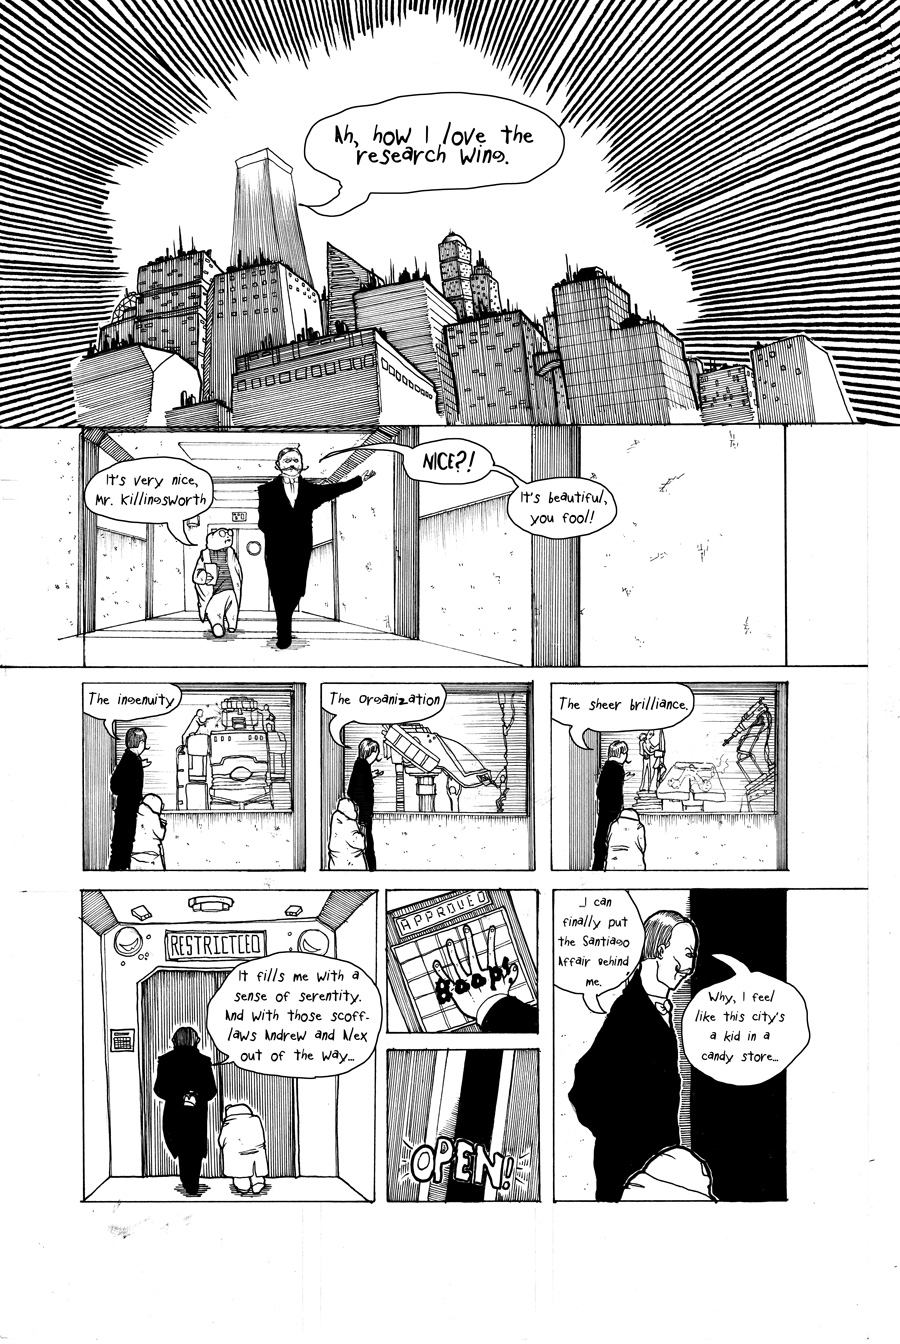 Ah, how I love the
research wing.
It's very nice,
Mr. Killingsworth
NICE?!
It's beautiful,
you fool!
The ingenuity
The organization
The sheer brilliance.
RESTRICTCED
It fills me with a
sense of serentity.
And with those scoff-
laws Andrew and Alex
out of the way...
APPROVED
Boop!
OPEN!
I can
finally put
the Santiago
Affair Behind
me.
Why, I feel
like this city's
a kid in a
candy store...